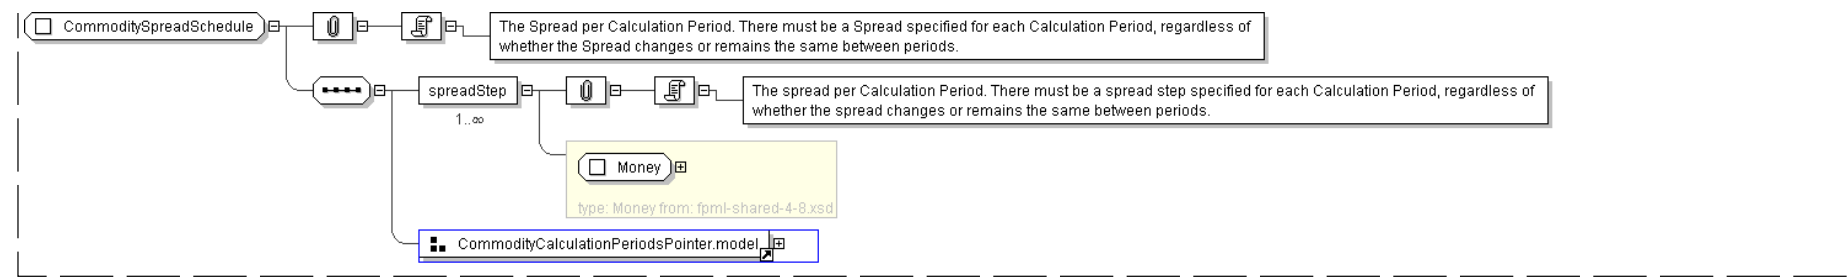 CommoditySpreadSchedule
The Spread per Calculation Period. There must be a Spread specified for each Calculation Period, regardless of
whether the Spread changes or remains the same between periods.
spreadStep
1..∞
The spread per Calculation Period. There must be a spread step specified for each Calculation Period, regardless of
whether the spread changes or remains the same between periods.
Money
type: Money from: fpml-shared-4-8.xsd
CommodityCalculationPeriodsPointer.model